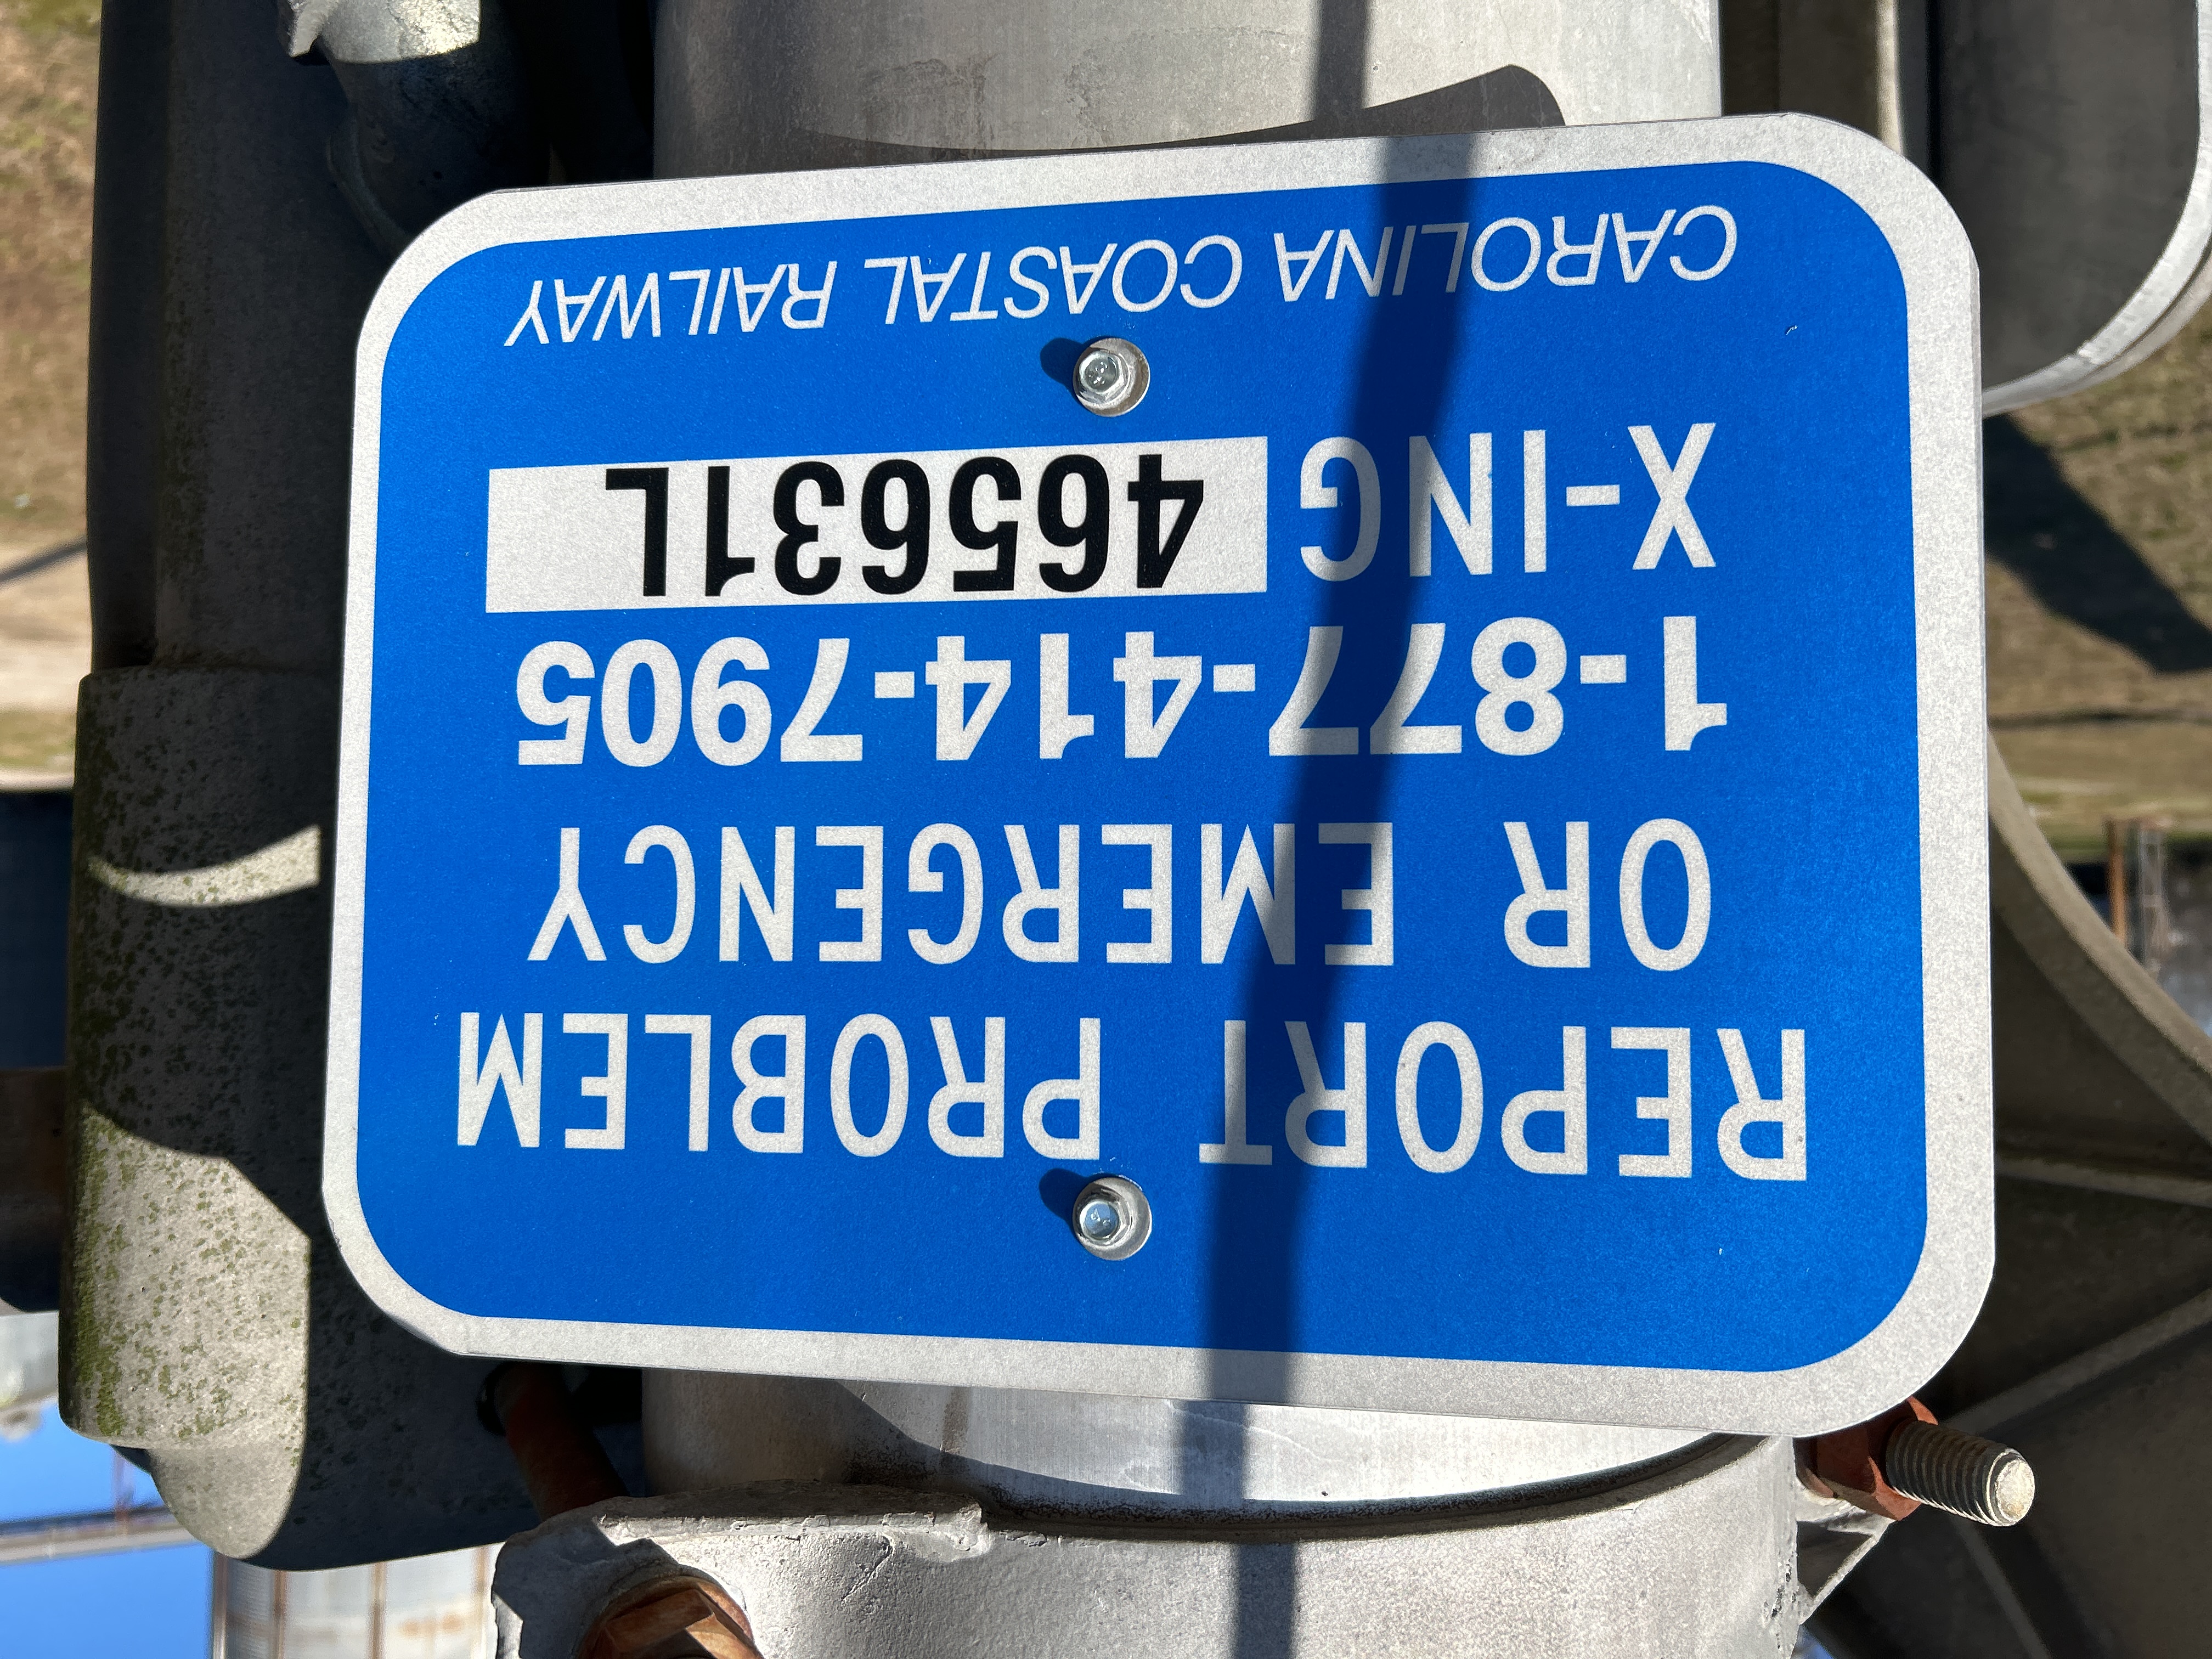 REPORT PROBLEM
OR EMERGENCY
1-877-414-7905
X-ING 465631L
CAROLINA COASTAL RAILWAY